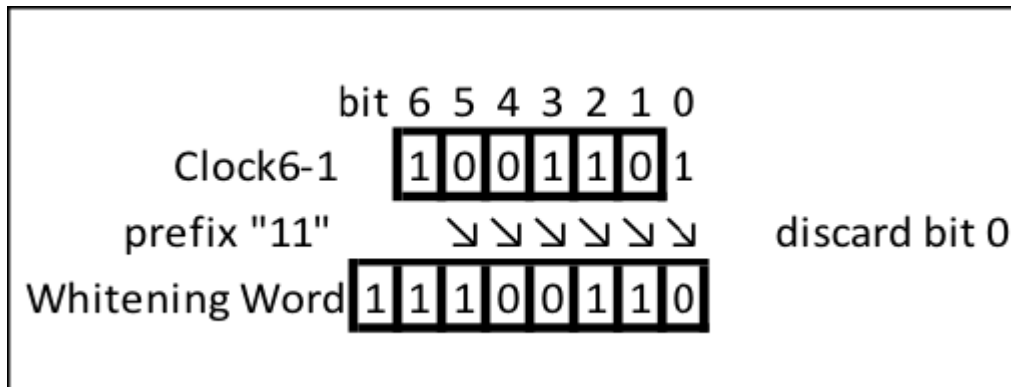 bit 6 5 4 3 2 1 0
Clock6-1 1 0 0 1 1 0 1
prefix "11" ↘ ↘ ↘ ↘ ↘ ↘ discard bit 0
Whitening Word 1 1 1 0 0 1 1 0